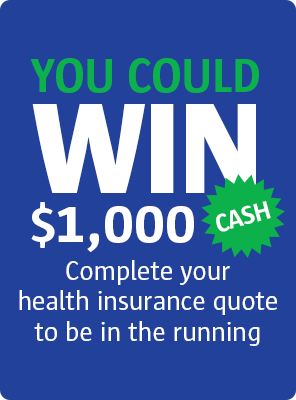 YOU COULD
WIN
$1,000
CASH
Complete your
health insurance quote
to be in the running